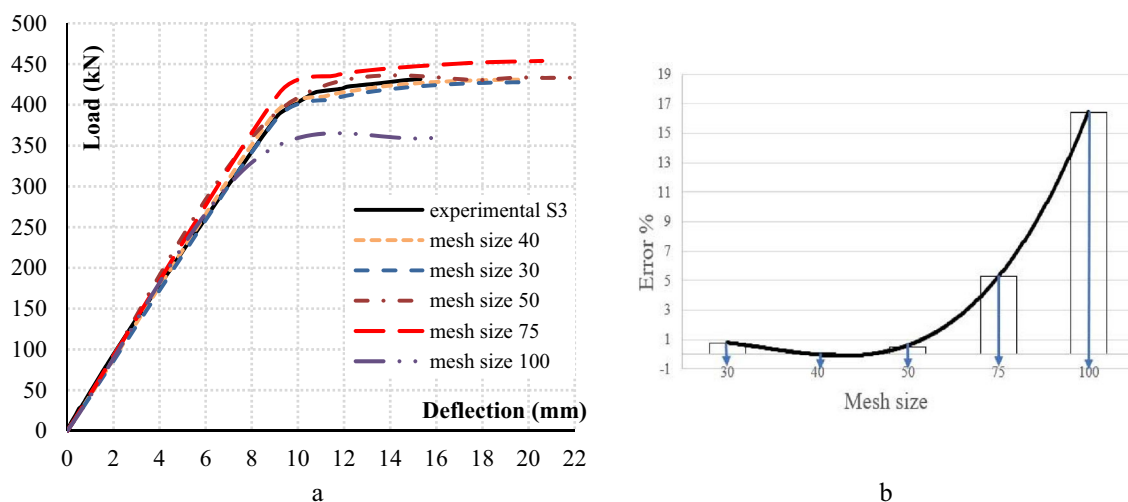 500
450
400
350
300
250
200
150
100
50
0
Load (kN)
experimental S3
mesh size 40
mesh size 30
mesh size 50
mesh size 75
mesh size 100
Deflection (mm)
0 2 4 6 8 10 12 14 16 18 20 22
a
19
17
15
13
11
9
7
5
3
1
-1
Error %
30 40 50 75 100
Mesh size
b